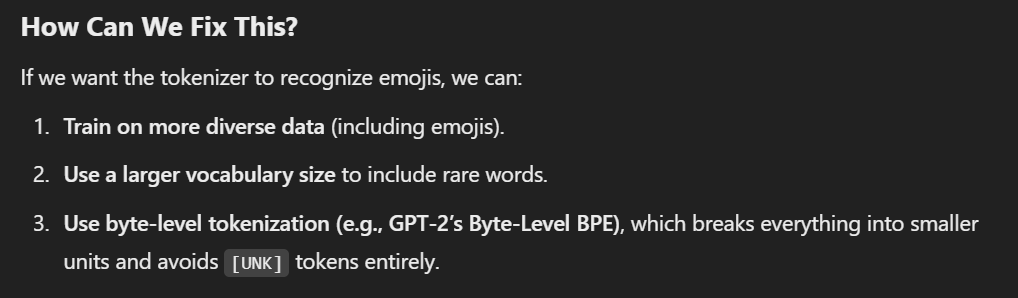 How Can We Fix This?
If we want the tokenizer to recognize emojis, we can:
1. Train on more diverse data (including emojis).
2. Use a larger vocabulary size to include rare words.
3. Use byte-level tokenization (e.g., GPT-2’s Byte-Level BPE), which breaks everything into smaller
units and avoids [UNK] tokens entirely.